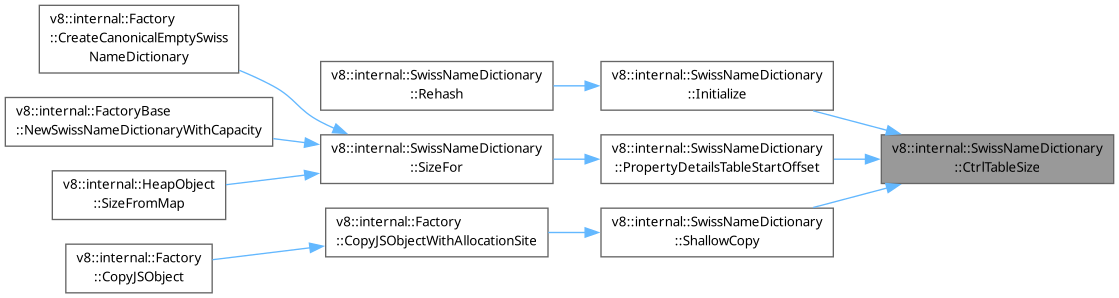 v8::internal::Factory
::CreateCanonicalEmptySwiss
NameDictionary
v8::internal::FactoryBase
::NewSwissNameDictionaryWithCapacity
v8::internal::HeapObject
::SizeFromMap
v8::internal::Factory
::CopyJSObject
v8::internal::SwissNameDictionary
::Rehash
v8::internal::SwissNameDictionary
::SizeFor
v8::internal::Factory
::CopyJSObjectWithAllocationSite
v8::internal::SwissNameDictionary
::Initialize
v8::internal::SwissNameDictionary
::PropertyDetailsTableStartOffset
v8::internal::SwissNameDictionary
::ShallowCopy
v8::internal::SwissNameDictionary
::CtrlTableSize